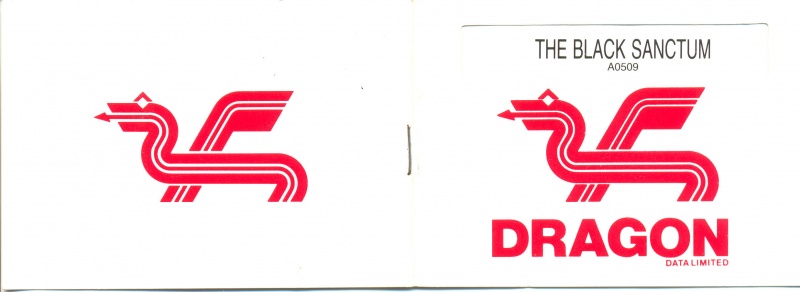 THE BLACK SANCTUM
A0509
DRAGON
DATA LIMITED